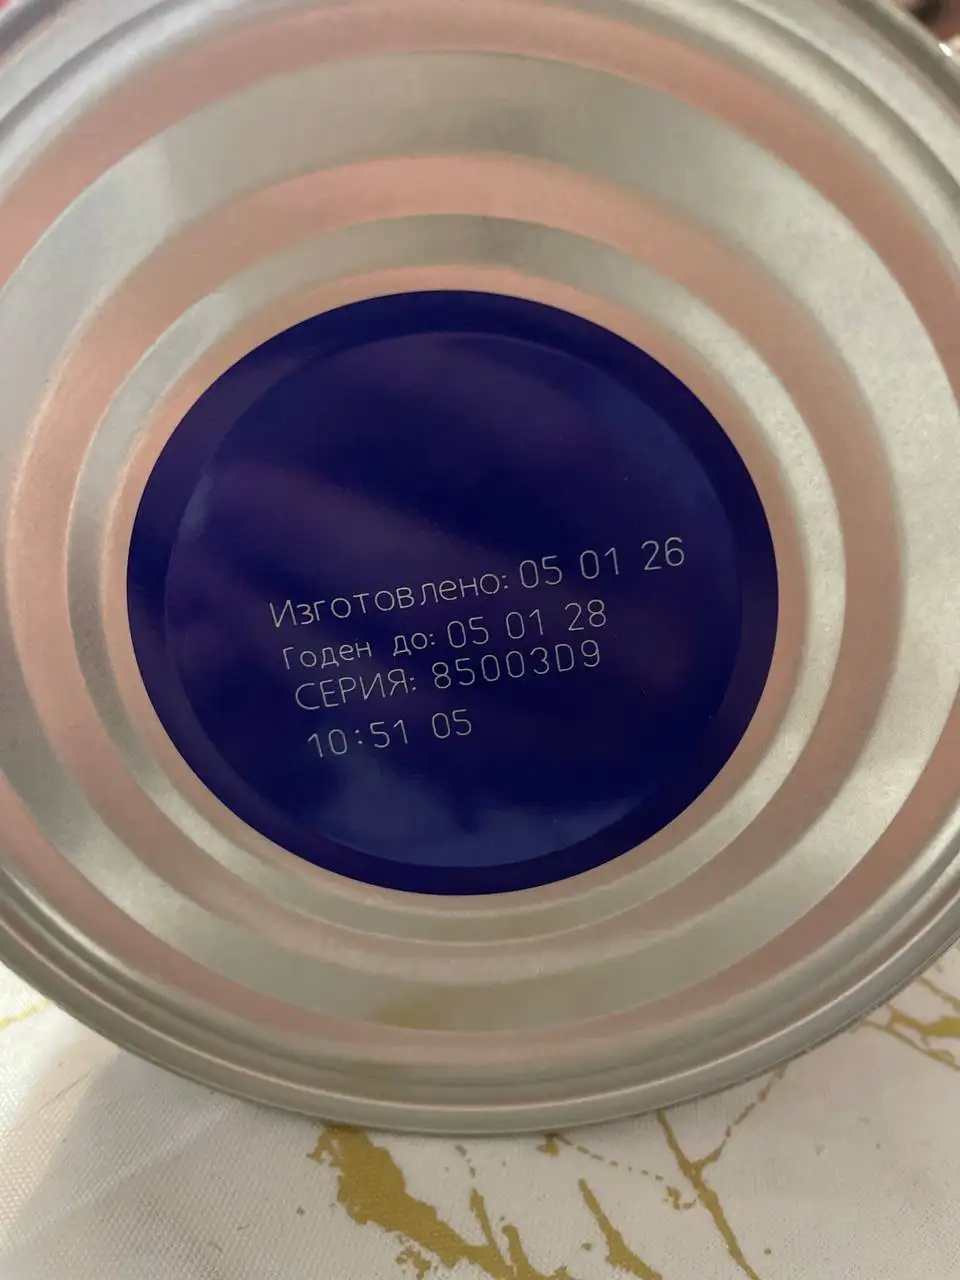 Изготовлено: 05 01 26
Годен до: 05 01 28
СЕРИЯ: 85003D9
10:51 05